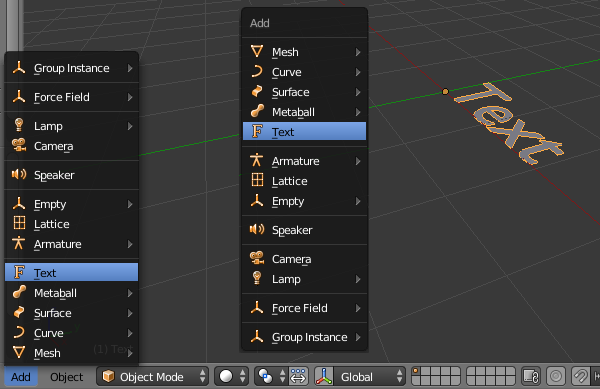 Group Instance
Force Field
Lamp
Camera
Speaker
Empty
Lattice
Armature
Text
Metaball
Surface
Curve
Mesh
(1) Text
Add
Mesh
Curve
Surface
Metaball
Text
Armature
Lattice
Empty
Speaker
Camera
Lamp
Force Field
Group Instance
Text
Add Object Object Mode Global